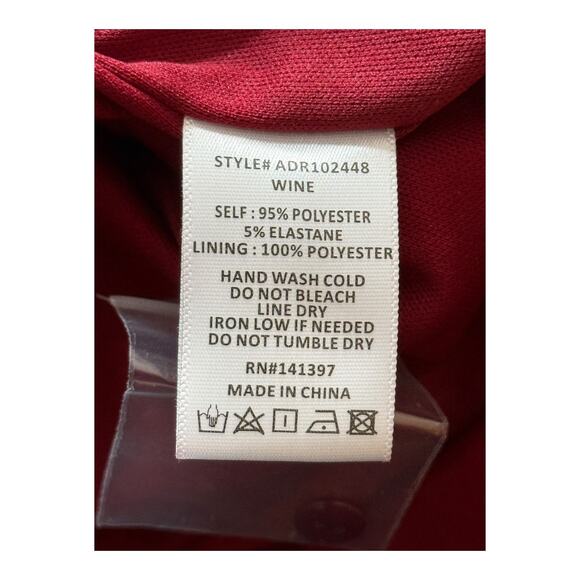 STYLE# ADR102448
WINE
SELF : 95% POLYESTER
5% ELASTANE
LINING : 100% POLYESTER
HAND WASH COLD
DO NOT BLEACH
LINE DRY
IRON LOW IF NEEDED
DO NOT TUMBLE DRY
RN#141397
MADE IN CHINA